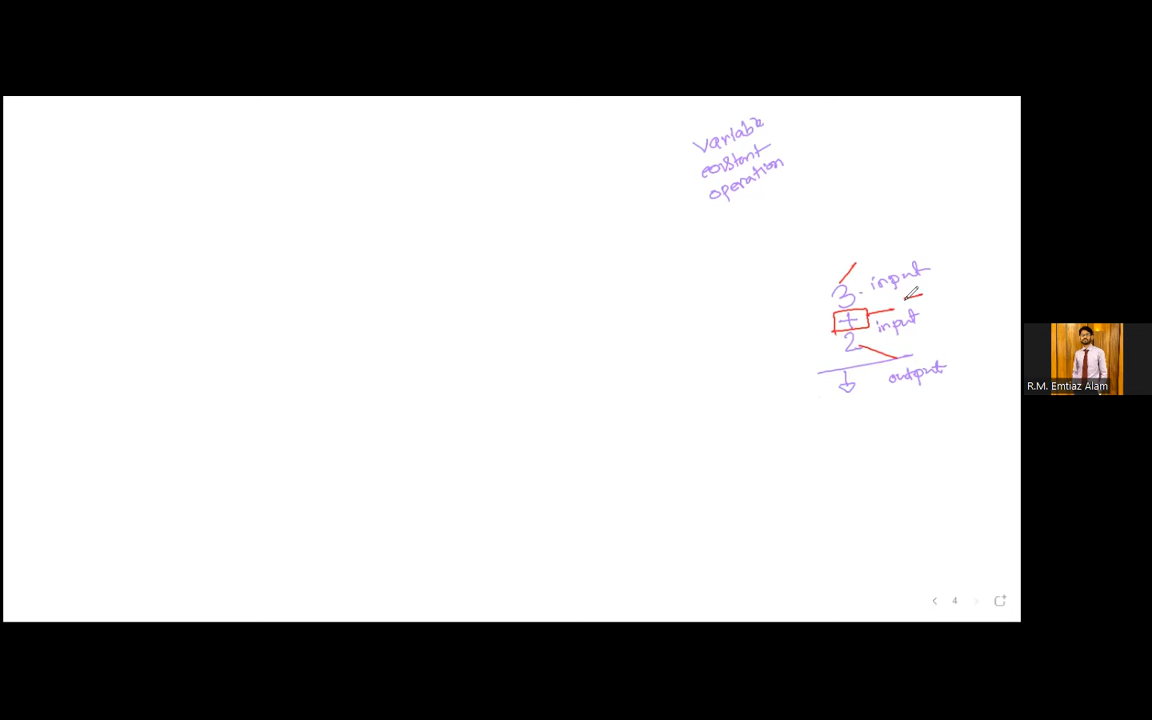 variable
constant
operation
3 input
+ input
2
output
< 4 >
R.M. Emtiaz Alam